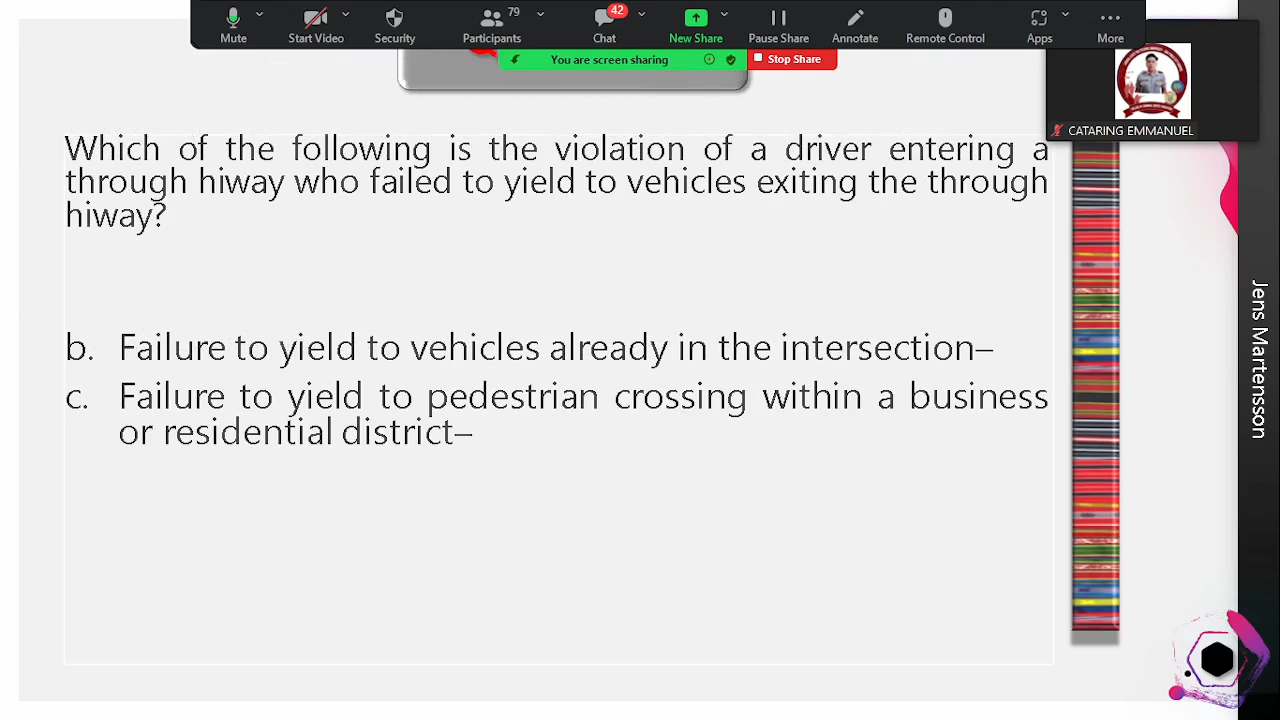 Mute
Start Video
Security
Participants
79
Chat
42
New Share
Pause Share
Annotate
Remote Control
Apps
More
You are screen sharing
Stop Share
CATARING EMMANUEL
Which of the following is the violation of a driver entering a
through hiway who failed to yield to vehicles exiting the through
hiway?
b. Failure to yield to vehicles already in the intersection–
c. Failure to yield to pedestrian crossing within a business
or residential district–
Jens Martensson